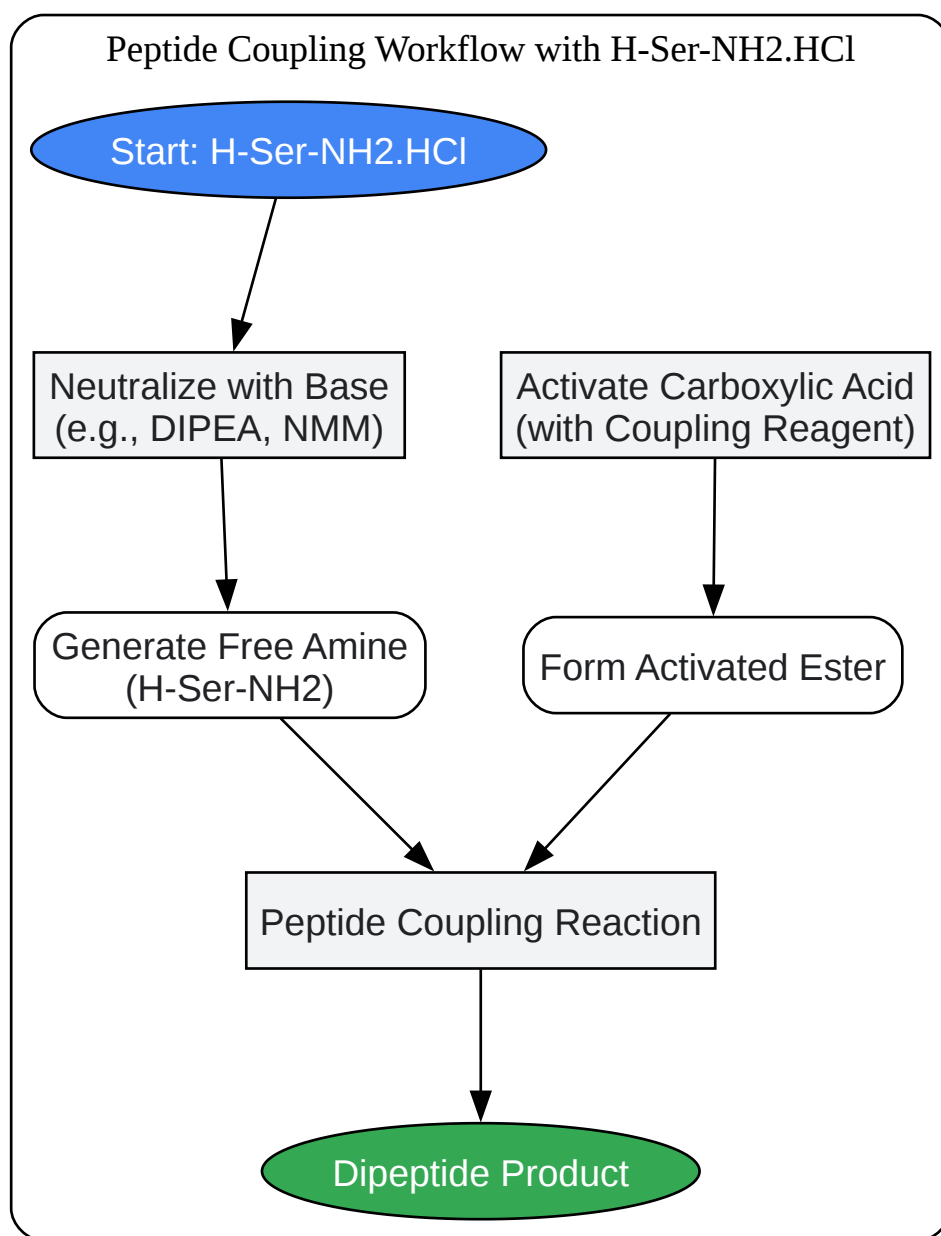 Peptide Coupling Workflow with H-Ser-NH2.HCl
Start: H-Ser-NH2.HCl
Neutralize with Base
(e.g., DIPEA, NMM)
Activate Carboxylic Acid
(with Coupling Reagent)
Generate Free Amine
(H-Ser-NH2)
Form Activated Ester
Peptide Coupling Reaction
Dipeptide Product